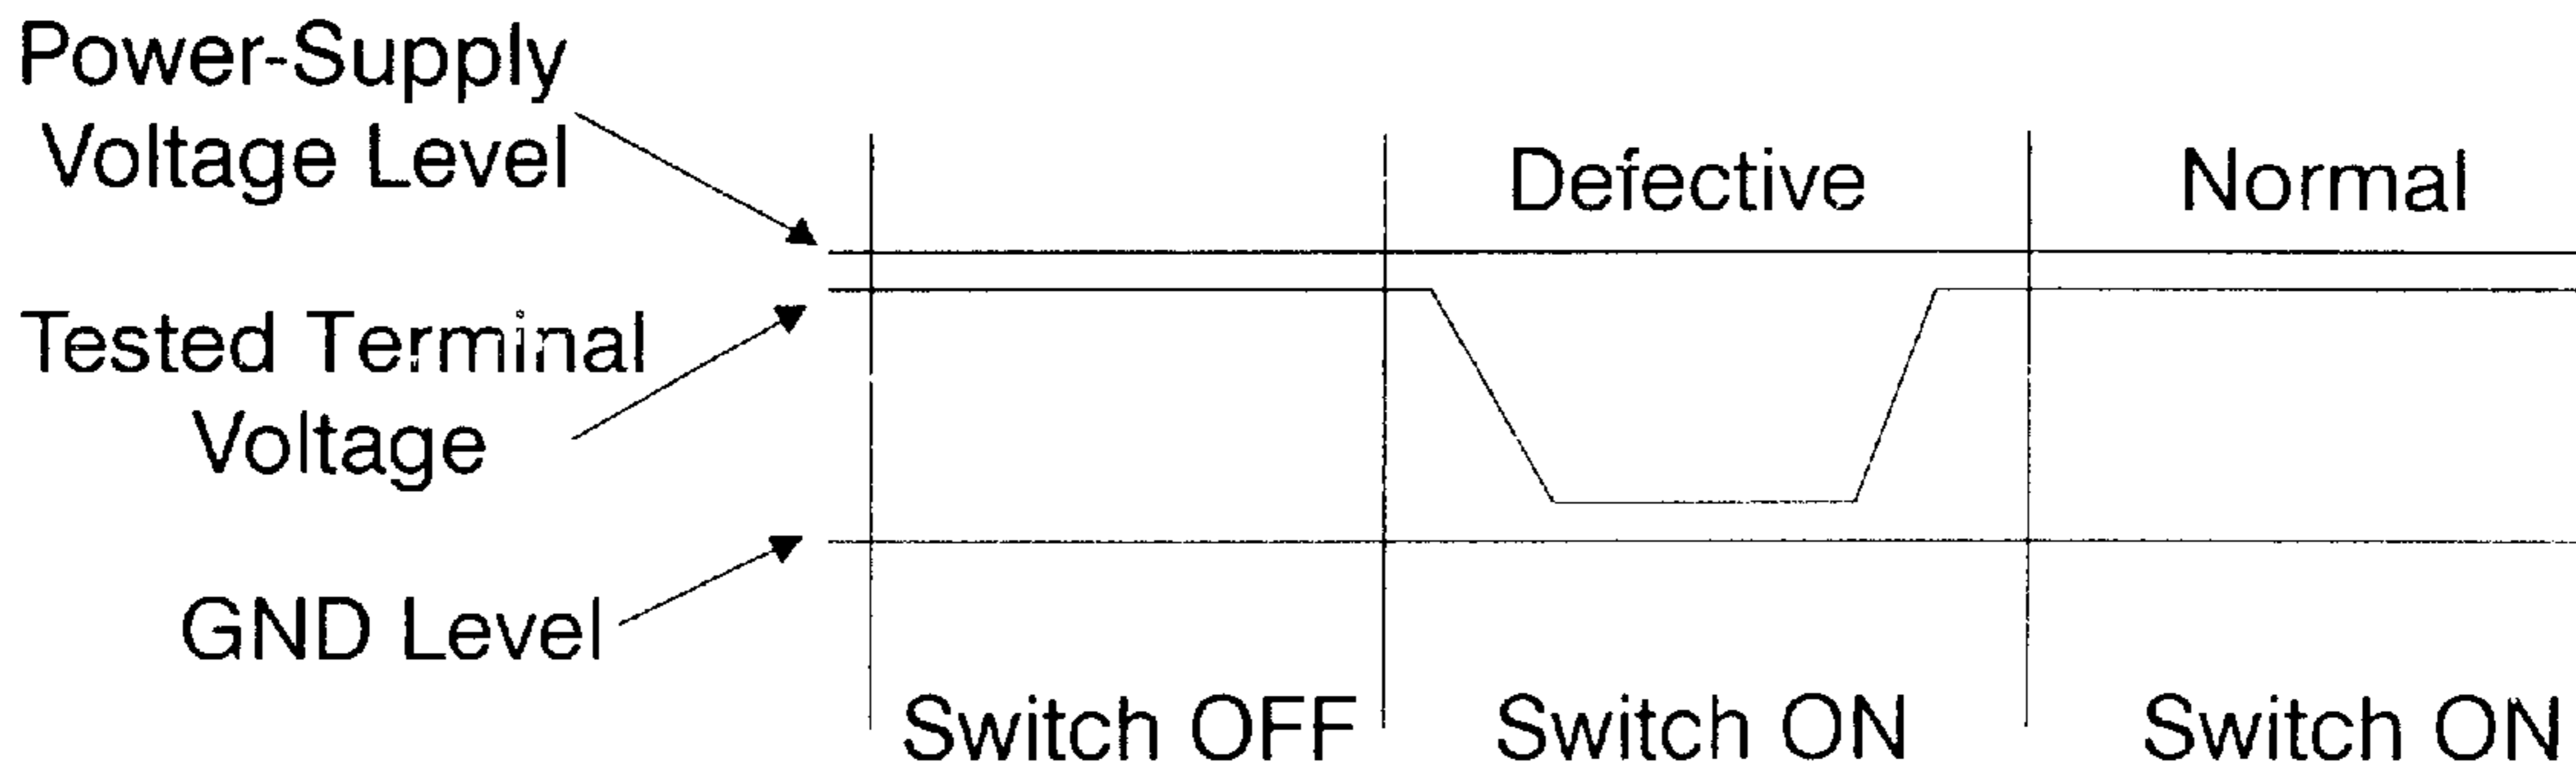 Power-Supply
Voltage Level
Defective
Normal
Tested Terminal
Voltage
GND Level
Switch OFF
Switch ON
Switch ON